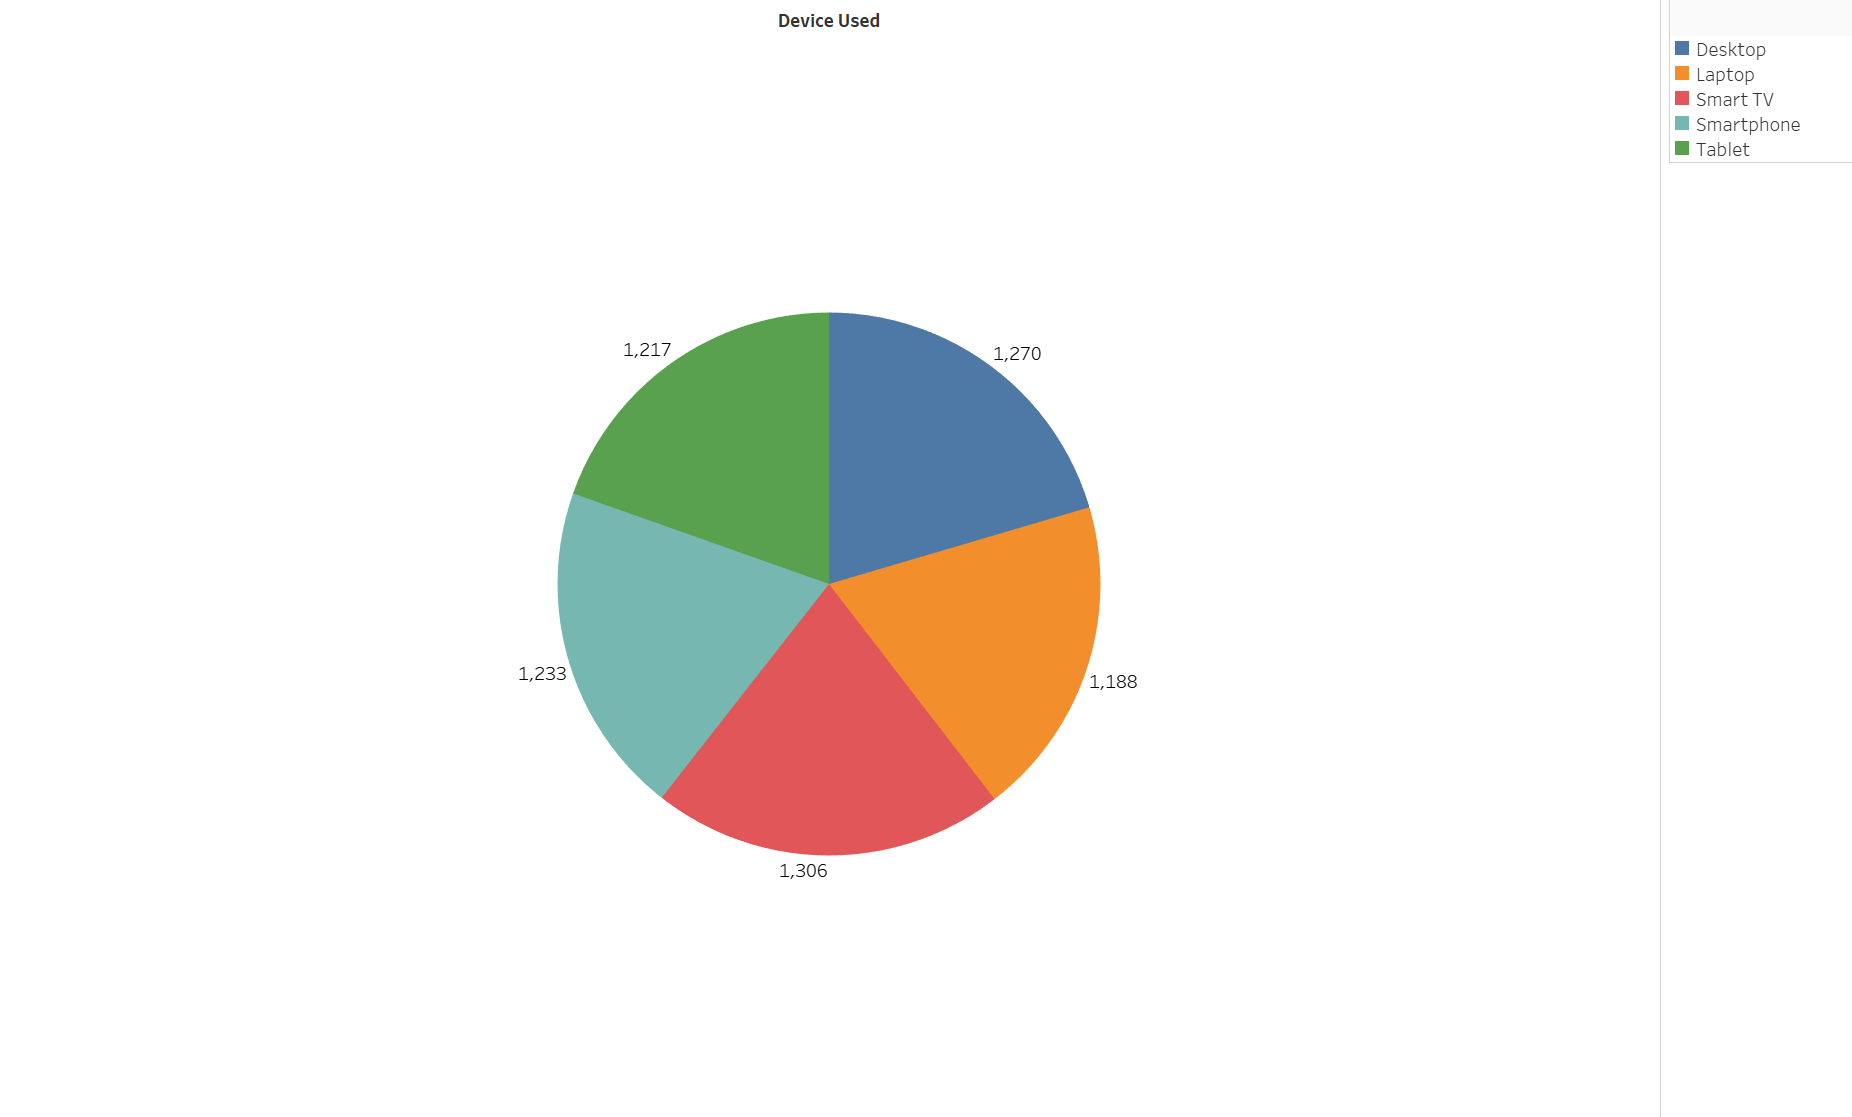 Device Used
Desktop
Laptop
Smart TV
Smartphone
Tablet
1,217
1,270
1,233
1,188
1,306